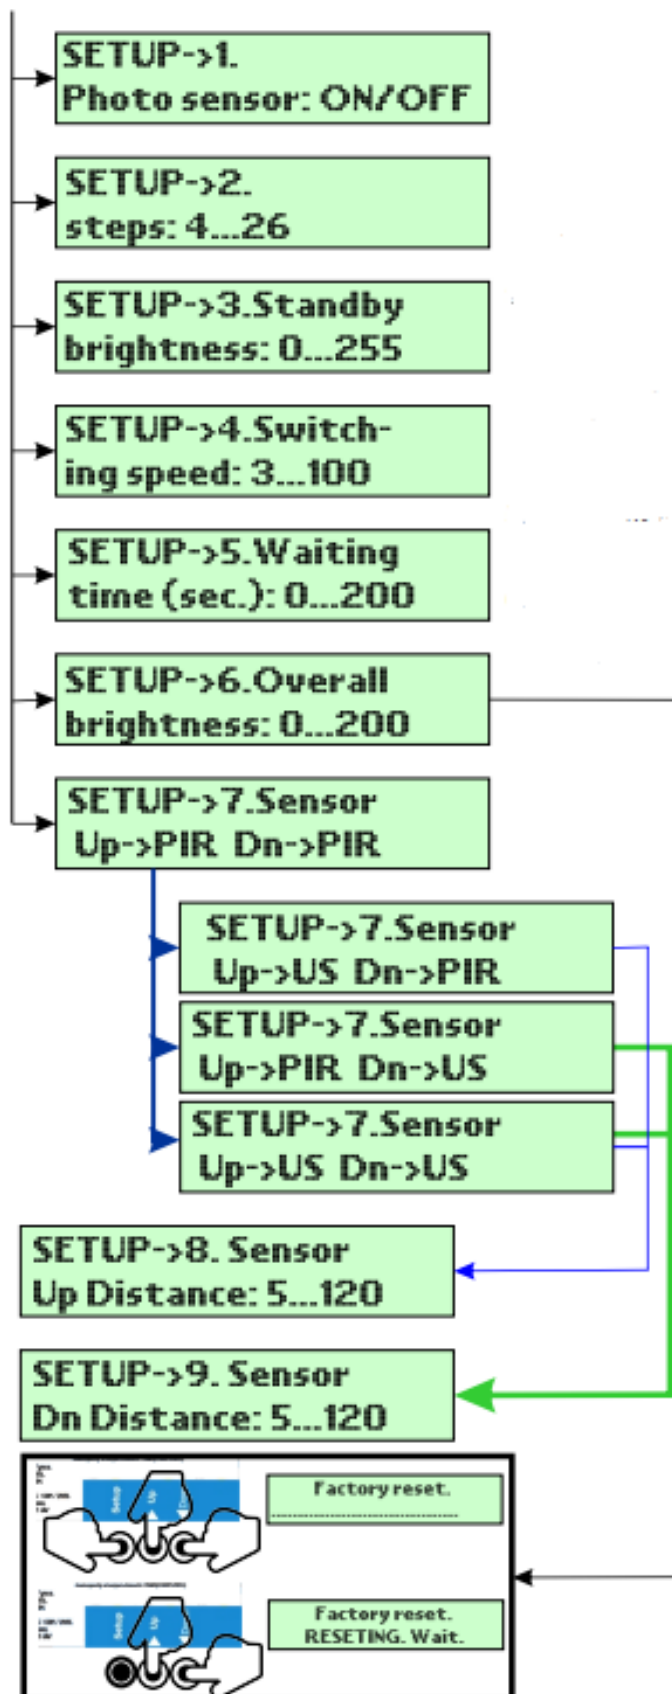 SETUP->1.
Photo sensor: ON/OFF
SETUP->2.
steps: 4...26
SETUP->3.Standby
brightness: 0...255
SETUP->4.Switch-
ing speed: 3...100
SETUP->5.Waiting
time (sec.): 0...200
SETUP->6.Overall
brightness: 0...200
SETUP->7.Sensor
Up->PIR Dn->PIR
SETUP->7.Sensor
Up->US Dn->PIR
SETUP->7.Sensor
Up->PIR Dn->US
SETUP->7.Sensor
Up->US Dn->US
SETUP->8. Sensor
Up Distance: 5...120
SETUP->9. Sensor
Dn Distance: 5...120
Setup
Up
Factory reset.
Setup
Up
Factory reset.
RESETING. Wait.